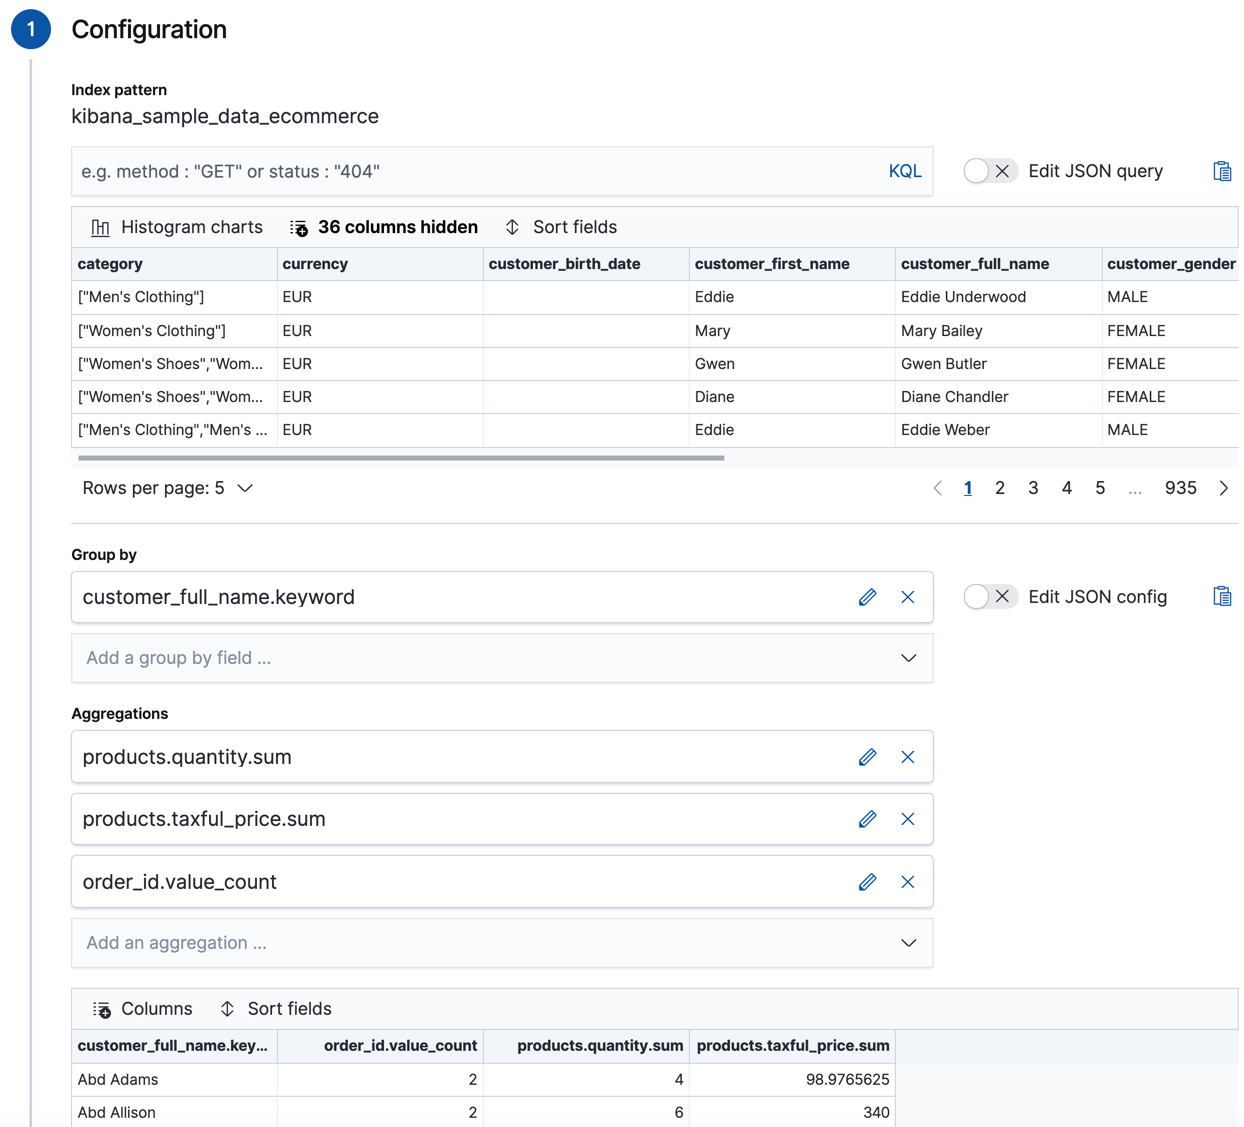 1 Configuration
Index pattern
kibana_sample_data_ecommerce
e.g. method : "GET" or status : "404" KQL Edit JSON query
Histogram charts 36 columns hidden Sort fields
category currency customer_birth_date customer_first_name customer_full_name customer_gender
["Men's Clothing"] EUR Eddie Eddie Underwood MALE
["Women's Clothing"] EUR Mary Mary Bailey FEMALE
["Women's Shoes","Wom... EUR Gwen Gwen Butler FEMALE
["Women's Shoes","Wom... EUR Diane Diane Chandler FEMALE
["Men's Clothing","Men's ... EUR Eddie Eddie Weber MALE
Rows per page: 5 1 2 3 4 5 ... 935
Group by
customer_full_name.keyword Edit JSON config
Add a group by field ...
Aggregations
products.quantity.sum
products.taxful_price.sum
order_id.value_count
Add an aggregation ...
Columns Sort fields
customer_full_name.key... order_id.value_count products.quantity.sum products.taxful_price.sum
Abd Adams 2 4 98.9765625
Abd Allison 2 6 340